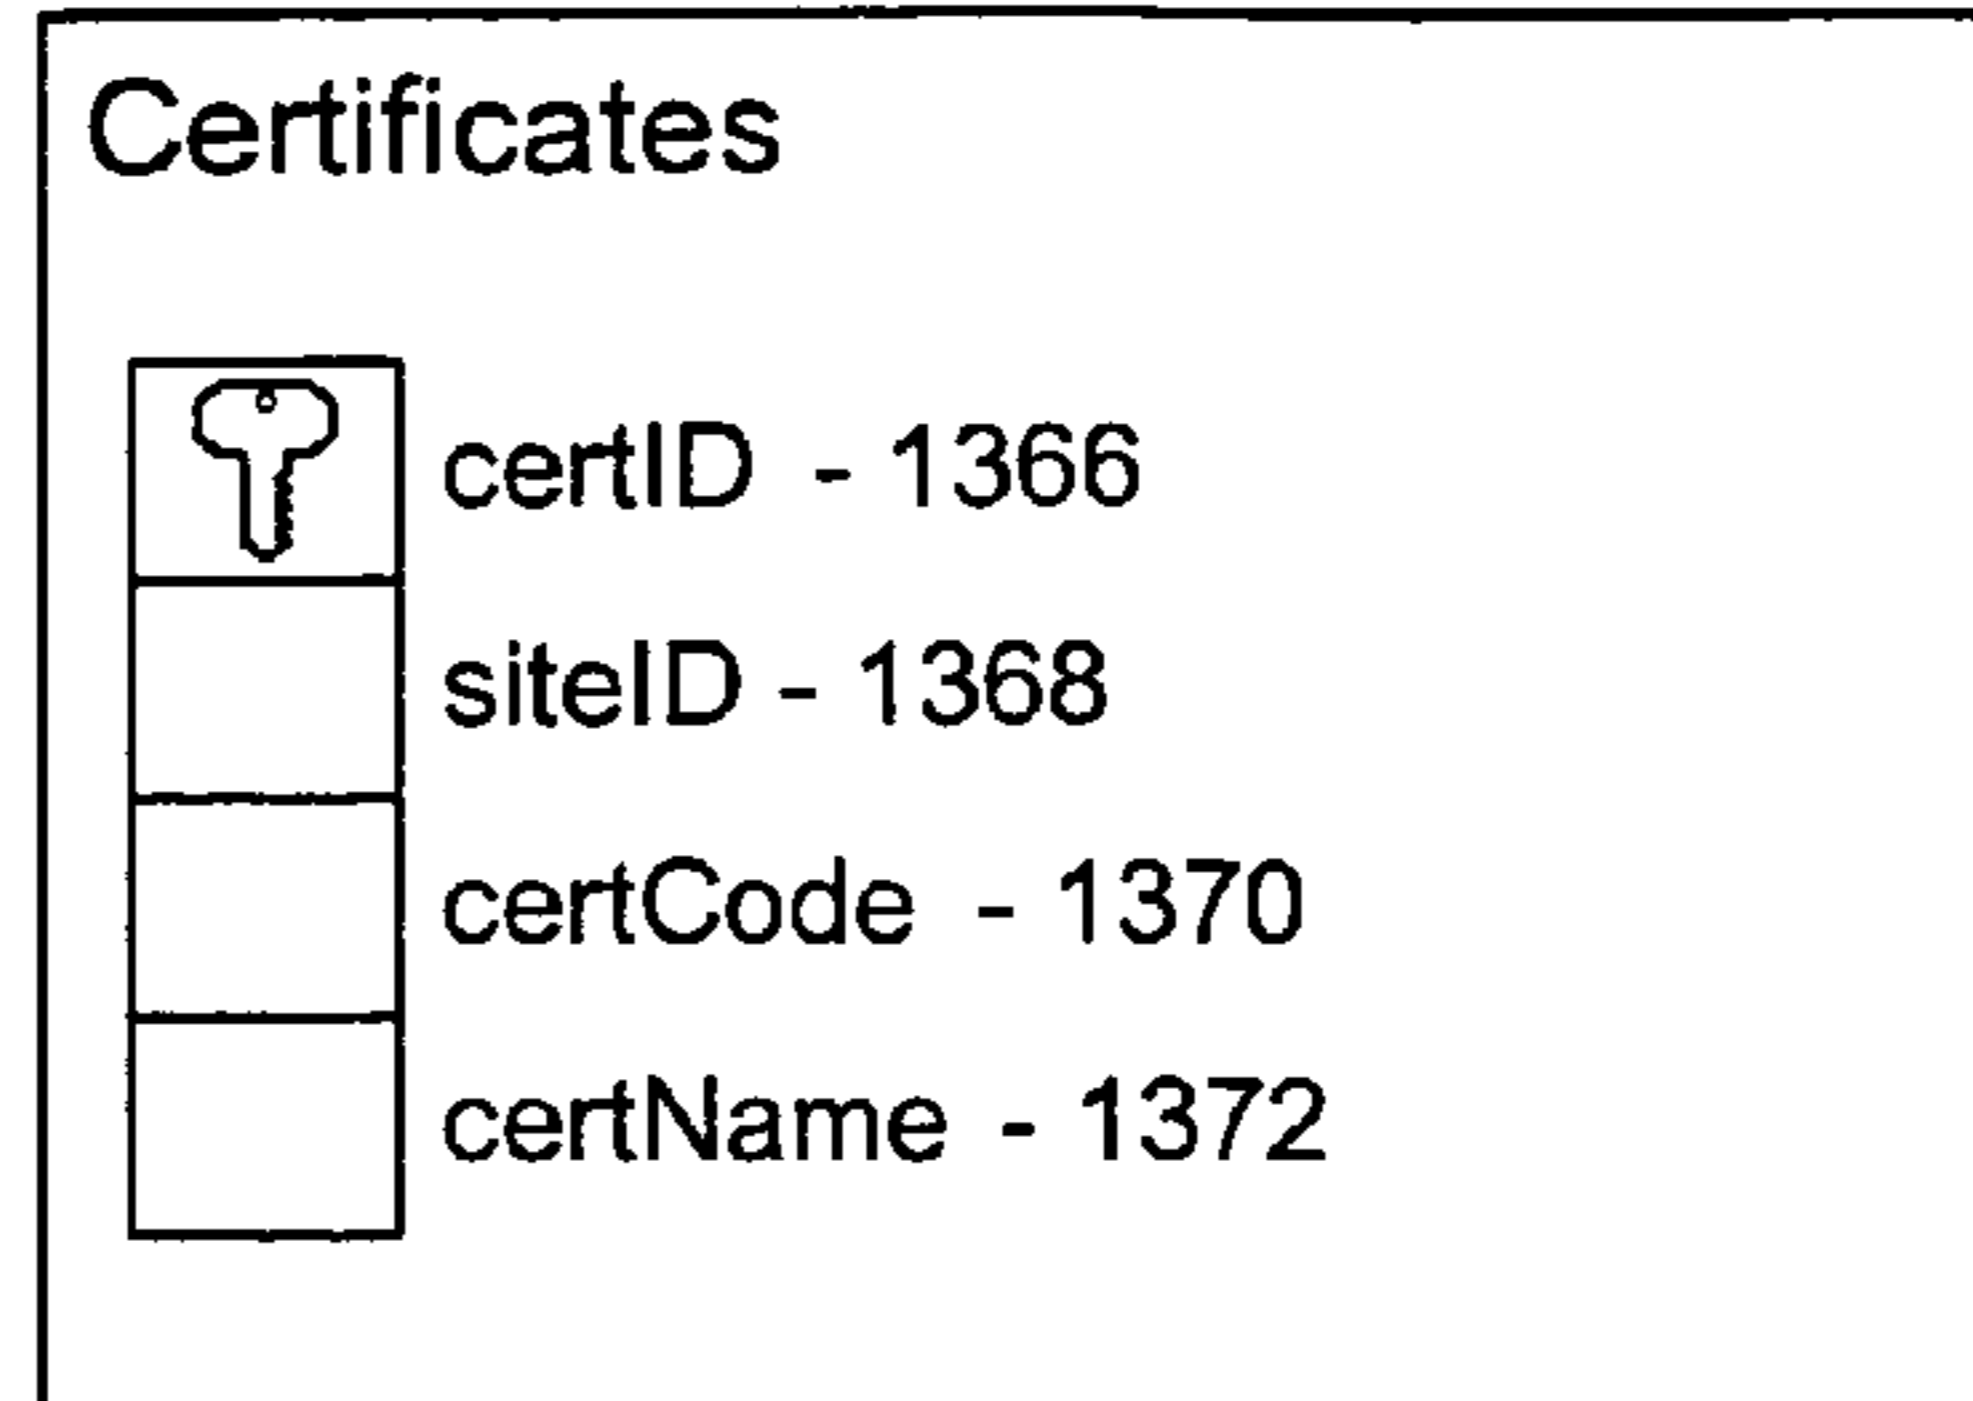 Certificates
certID - 1366
siteID - 1368
certCode - 1370
certName - 1372